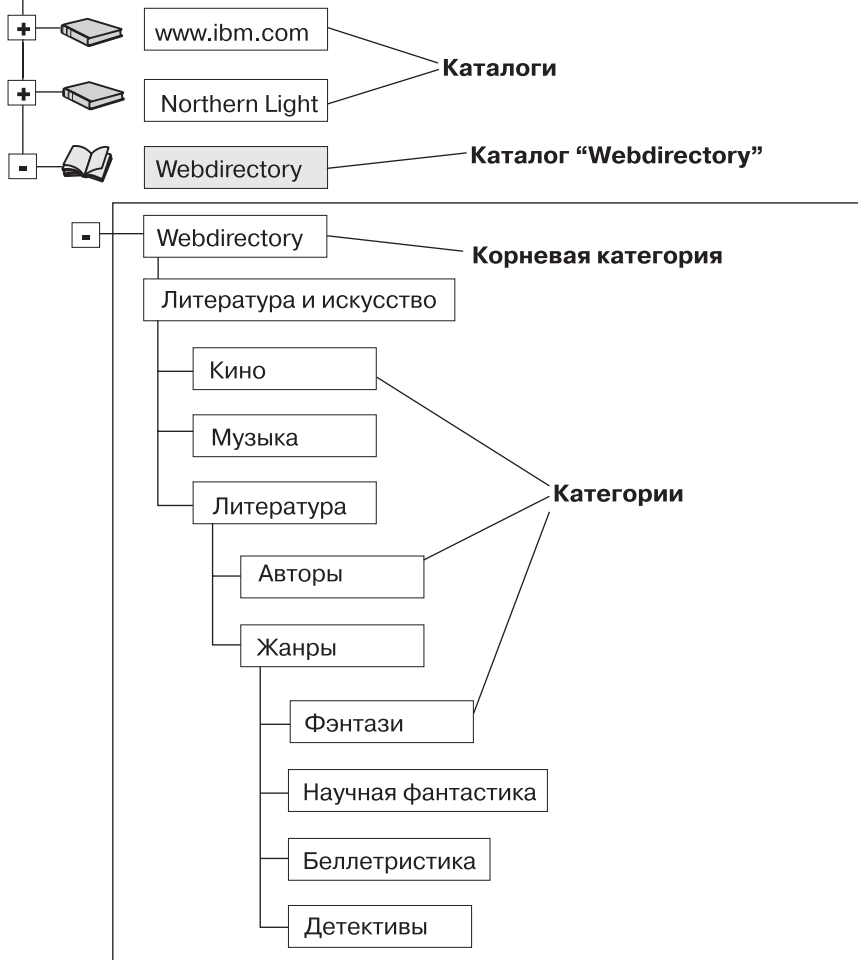 +
www.ibm.com
Каталоги
+
Northern Light
-
Webdirectory
Каталог “Webdirectory”
-
Webdirectory
Корневая категория
Литература и искусство
Кино
Музыка
Литература
Категории
Авторы
Жанры
Фэнтази
Научная фантастика
Беллетристика
Детективы